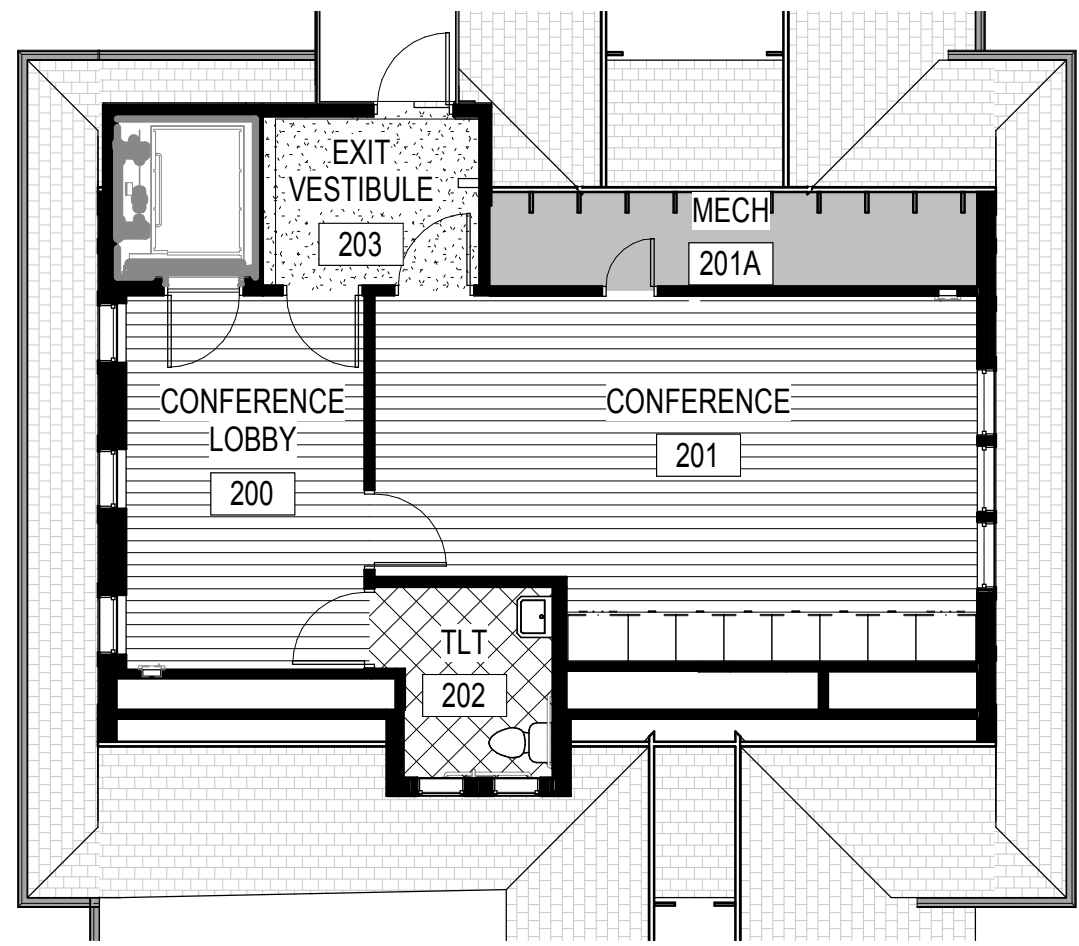 EXIT
VESTIBULE
203
MECH
201A
CONFERENCE
LOBBY
200
CONFERENCE
201
TLT
202